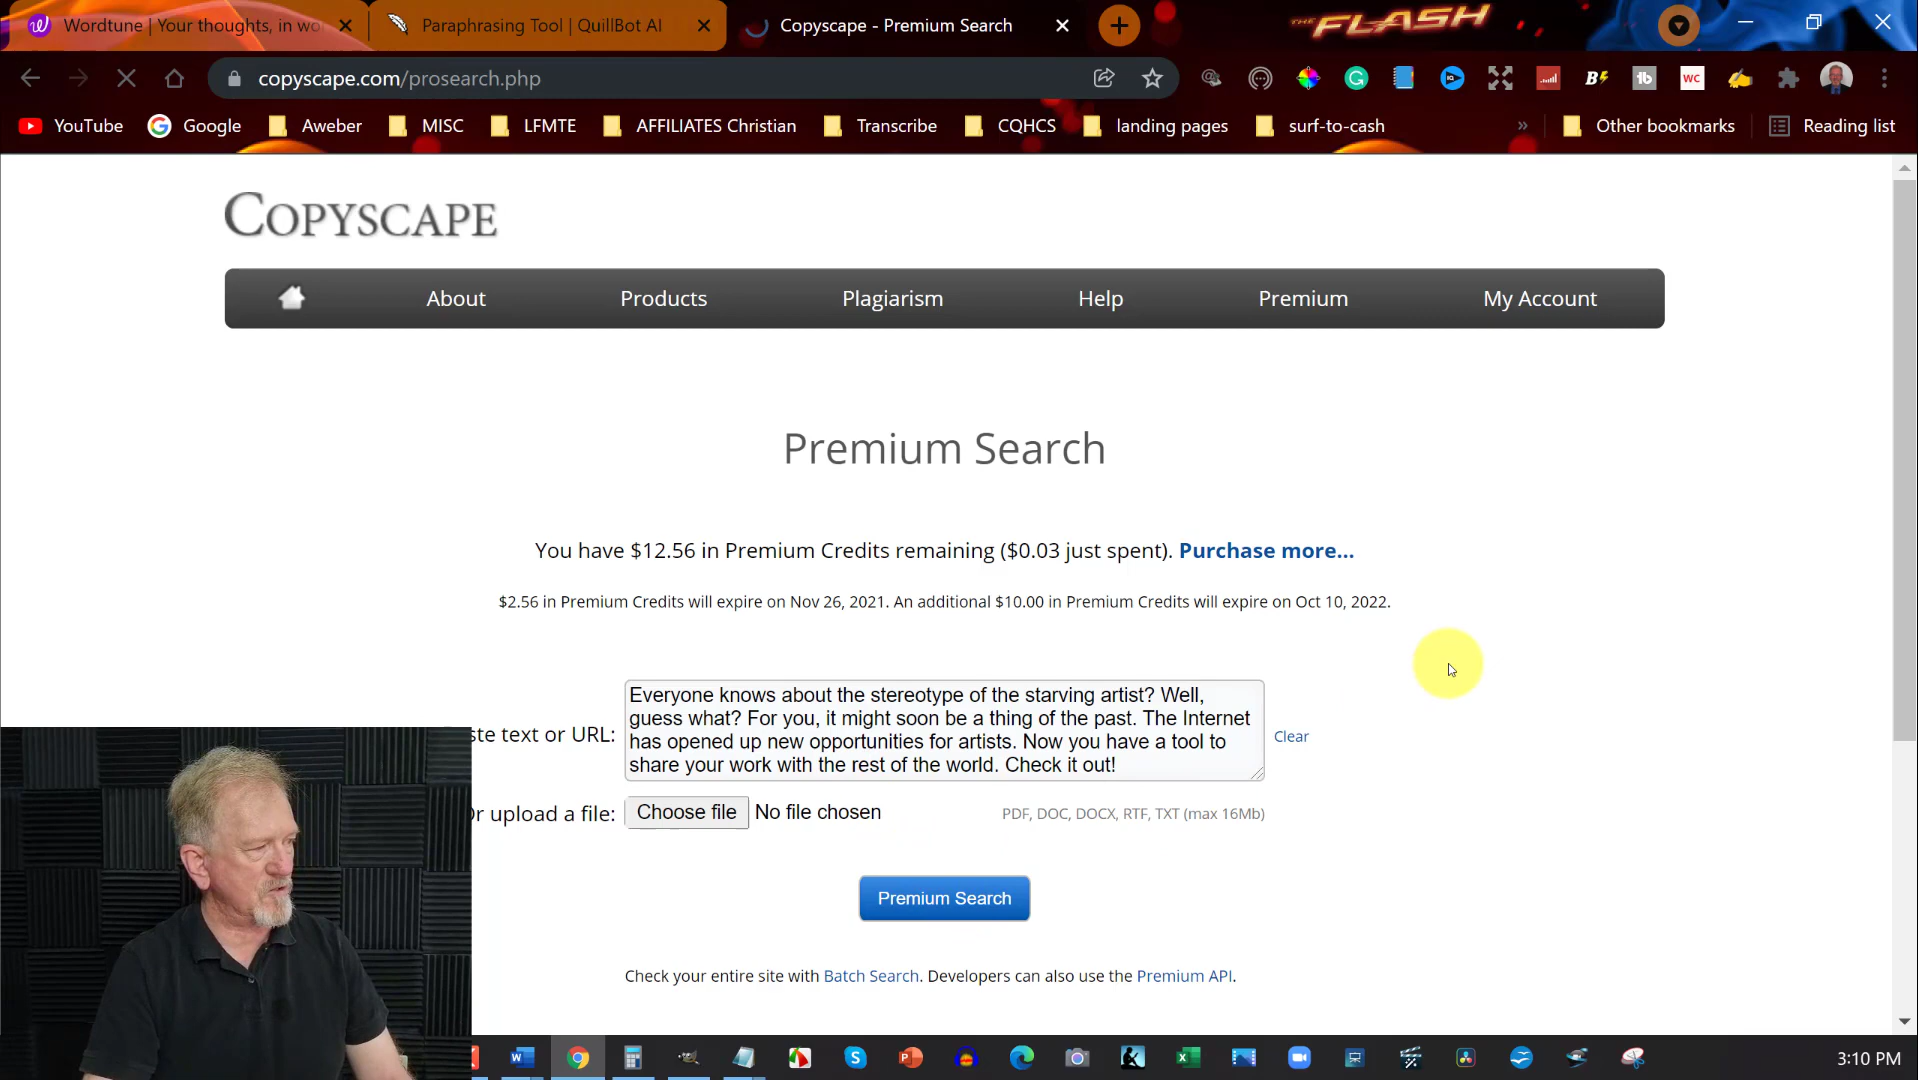 Wordtune | Your thoughts, in wo
Paraphrasing Tool | QuillBot AI
Copyscape - Premium Search
THE FLASH
copyscape.com/prosearch.php
YouTube
Google
Aweber
MISC
LFMTE
AFFILIATES Christian
Transcribe
CQHCS
landing pages
surf-to-cash
»
Other bookmarks
Reading list
COPYSCAPE
About
Products
Plagiarism
Help
Premium
My Account
Premium Search
You have $12.56 in Premium Credits remaining ($0.03 just spent). Purchase more...
$2.56 in Premium Credits will expire on Nov 26, 2021. An additional $10.00 in Premium Credits will expire on Oct 10, 2022.
Everyone knows about the stereotype of the starving artist? Well,
guess what? For you, it might soon be a thing of the past. The Internet
has opened up new opportunities for artists. Now you have a tool to
share your work with the rest of the world. Check it out!
ste text or URL:
Clear
Or upload a file:
Choose file No file chosen
PDF, DOC, DOCX, RTF, TXT (max 16Mb)
Premium Search
Check your entire site with Batch Search. Developers can also use the Premium API.
3:10 PM